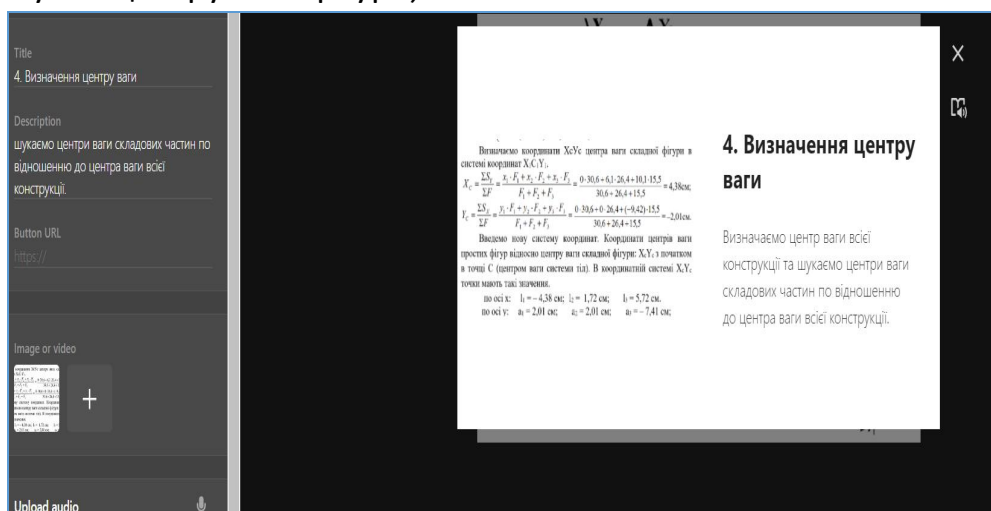 Title
4. Визначення центру ваги
Description
шукаємо центри ваги складових частин по
відношенню до центра ваги всієї
конструкції.
Button URL
https://
Image or video
Upload audio
Визначаємо координати XcYc центра ваги складної фігури в
системі координат X₁C₁Y₁.
X_C = ΣS_Y / ΣF = (x₁·F₁ + x₂·F₂ + x₃·F₃) / (F₁ + F₂ + F₃) = (0·30,6 + 6,1·26,4 + 10,1·15,5) / (30,6 + 26,4 + 15,5) = 4,38см;
Y_C = ΣS_X / ΣF = (y₁·F₁ + y₂·F₂ + y₃·F₃) / (F₁ + F₂ + F₃) = (0·30,6 + 0·26,4 + (−9,42)·15,5) / (30,6 + 26,4 + 15,5) = −2,01см.
Введемо нову систему координат. Координати центрів ваги
простих фігур відносно центру ваги складної фігури: XcYc з початком
в точці С (центром ваги системи тіл). В координатній системі XcYc
точки мають такі значення.
по осі x: l₁ = – 4,38 см; l₂ = 1,72 см; l₃ = 5,72 см.
по осі y: a₁ = 2,01 см; a₂ = 2,01 см; a₃ = – 7,41 см;
4. Визначення центру
ваги
Визначаємо центр ваги всієї
конструкції та шукаємо центри ваги
складових частин по відношенню
до центра ваги всієї конструкції.